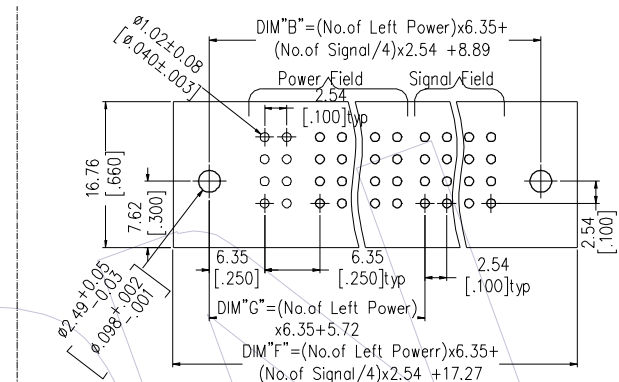 ø1.02±0.08
[ø.040±.003]
DIM"B"=(No.of Left Power)x6.35+
(No.of Signal/4)x2.54 +8.89
Power Field
Signal Field
2.54
[.100]typ
16.76
[.660]
7.62
[.300]
6.35
[.250]
6.35
[.250]typ
2.54
[.100]typ
2.54
[.100]
ø2.49+0.05
-0.03
ø.098+.002
-.001
DIM"G"=(No.of Left Power)
x6.35+5.72
DIM"F"=(No.of Left Powerr)x6.35+
(No.of Signal/4)x2.54 +17.27